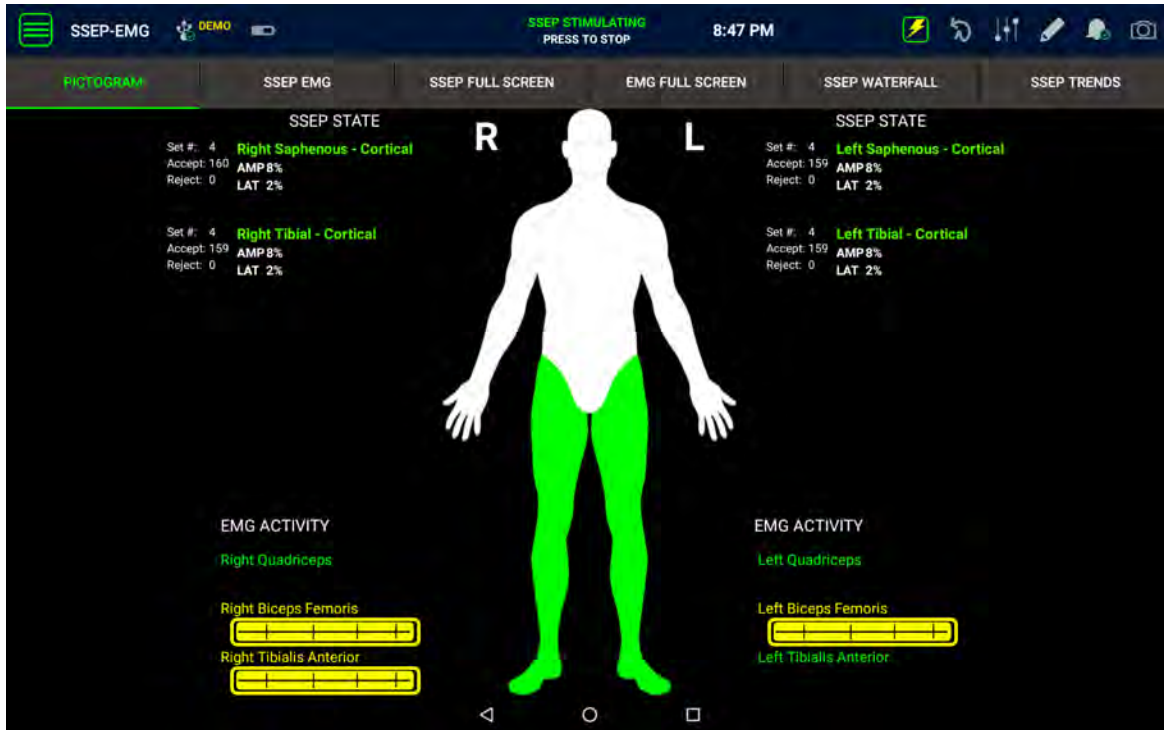 SSEP-EMG DEMO SSEP STIMULATING 8:47 PM
PRESS TO STOP
PICTOGRAM SSEP EMG SSEP FULL SCREEN EMG FULL SCREEN SSEP WATERFALL SSEP TRENDS
SSEP STATE
Set #: 4 Right Saphenous - Cortical
Accept: 160 AMP 8%
Reject: 0 LAT 2%
Set #: 4 Right Tibial - Cortical
Accept: 159 AMP 8%
Reject: 0 LAT 2%
R
L
SSEP STATE
Set #: 4 Left Saphenous - Cortical
Accept: 159 AMP 8%
Reject: 0 LAT 2%
Set #: 4 Left Tibial - Cortical
Accept: 159 AMP 8%
Reject: 0 LAT 2%
EMG ACTIVITY
Right Quadriceps
Right Biceps Femoris
Right Tibialis Anterior
EMG ACTIVITY
Left Quadriceps
Left Biceps Femoris
Left Tibialis Anterior